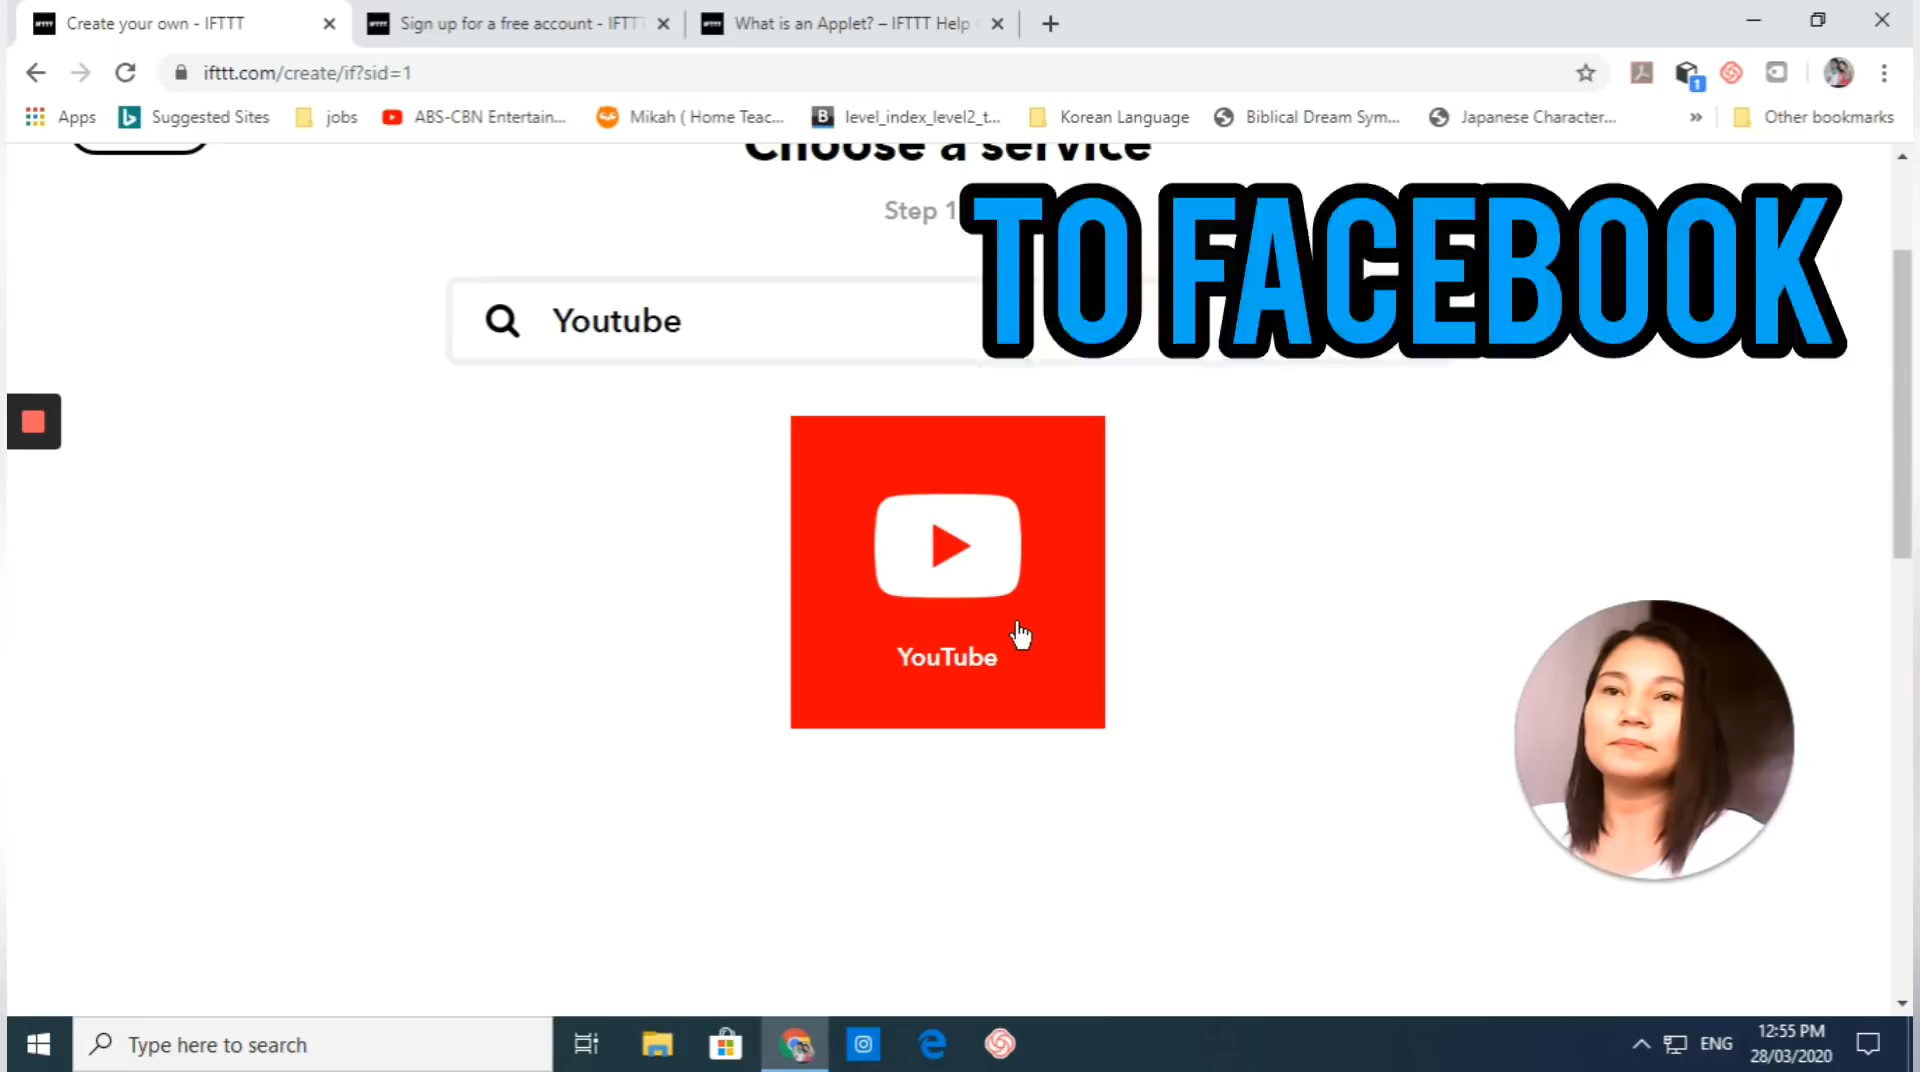 Create your own - IFTTT
Sign up for a free account - IFTT
What is an Applet? – IFTTT Help
ifttt.com/create/if?sid=1
1
Apps
Suggested Sites
jobs
ABS-CBN Entertain...
Mikah ( Home Teac...
B
level_index_level2_t...
Korean Language
Biblical Dream Sym...
Japanese Character...
»
Other bookmarks
Choose a service
Step 1
TO FACEBOOK
Youtube
YouTube
Type here to search
ENG
12:55 PM
28/03/2020